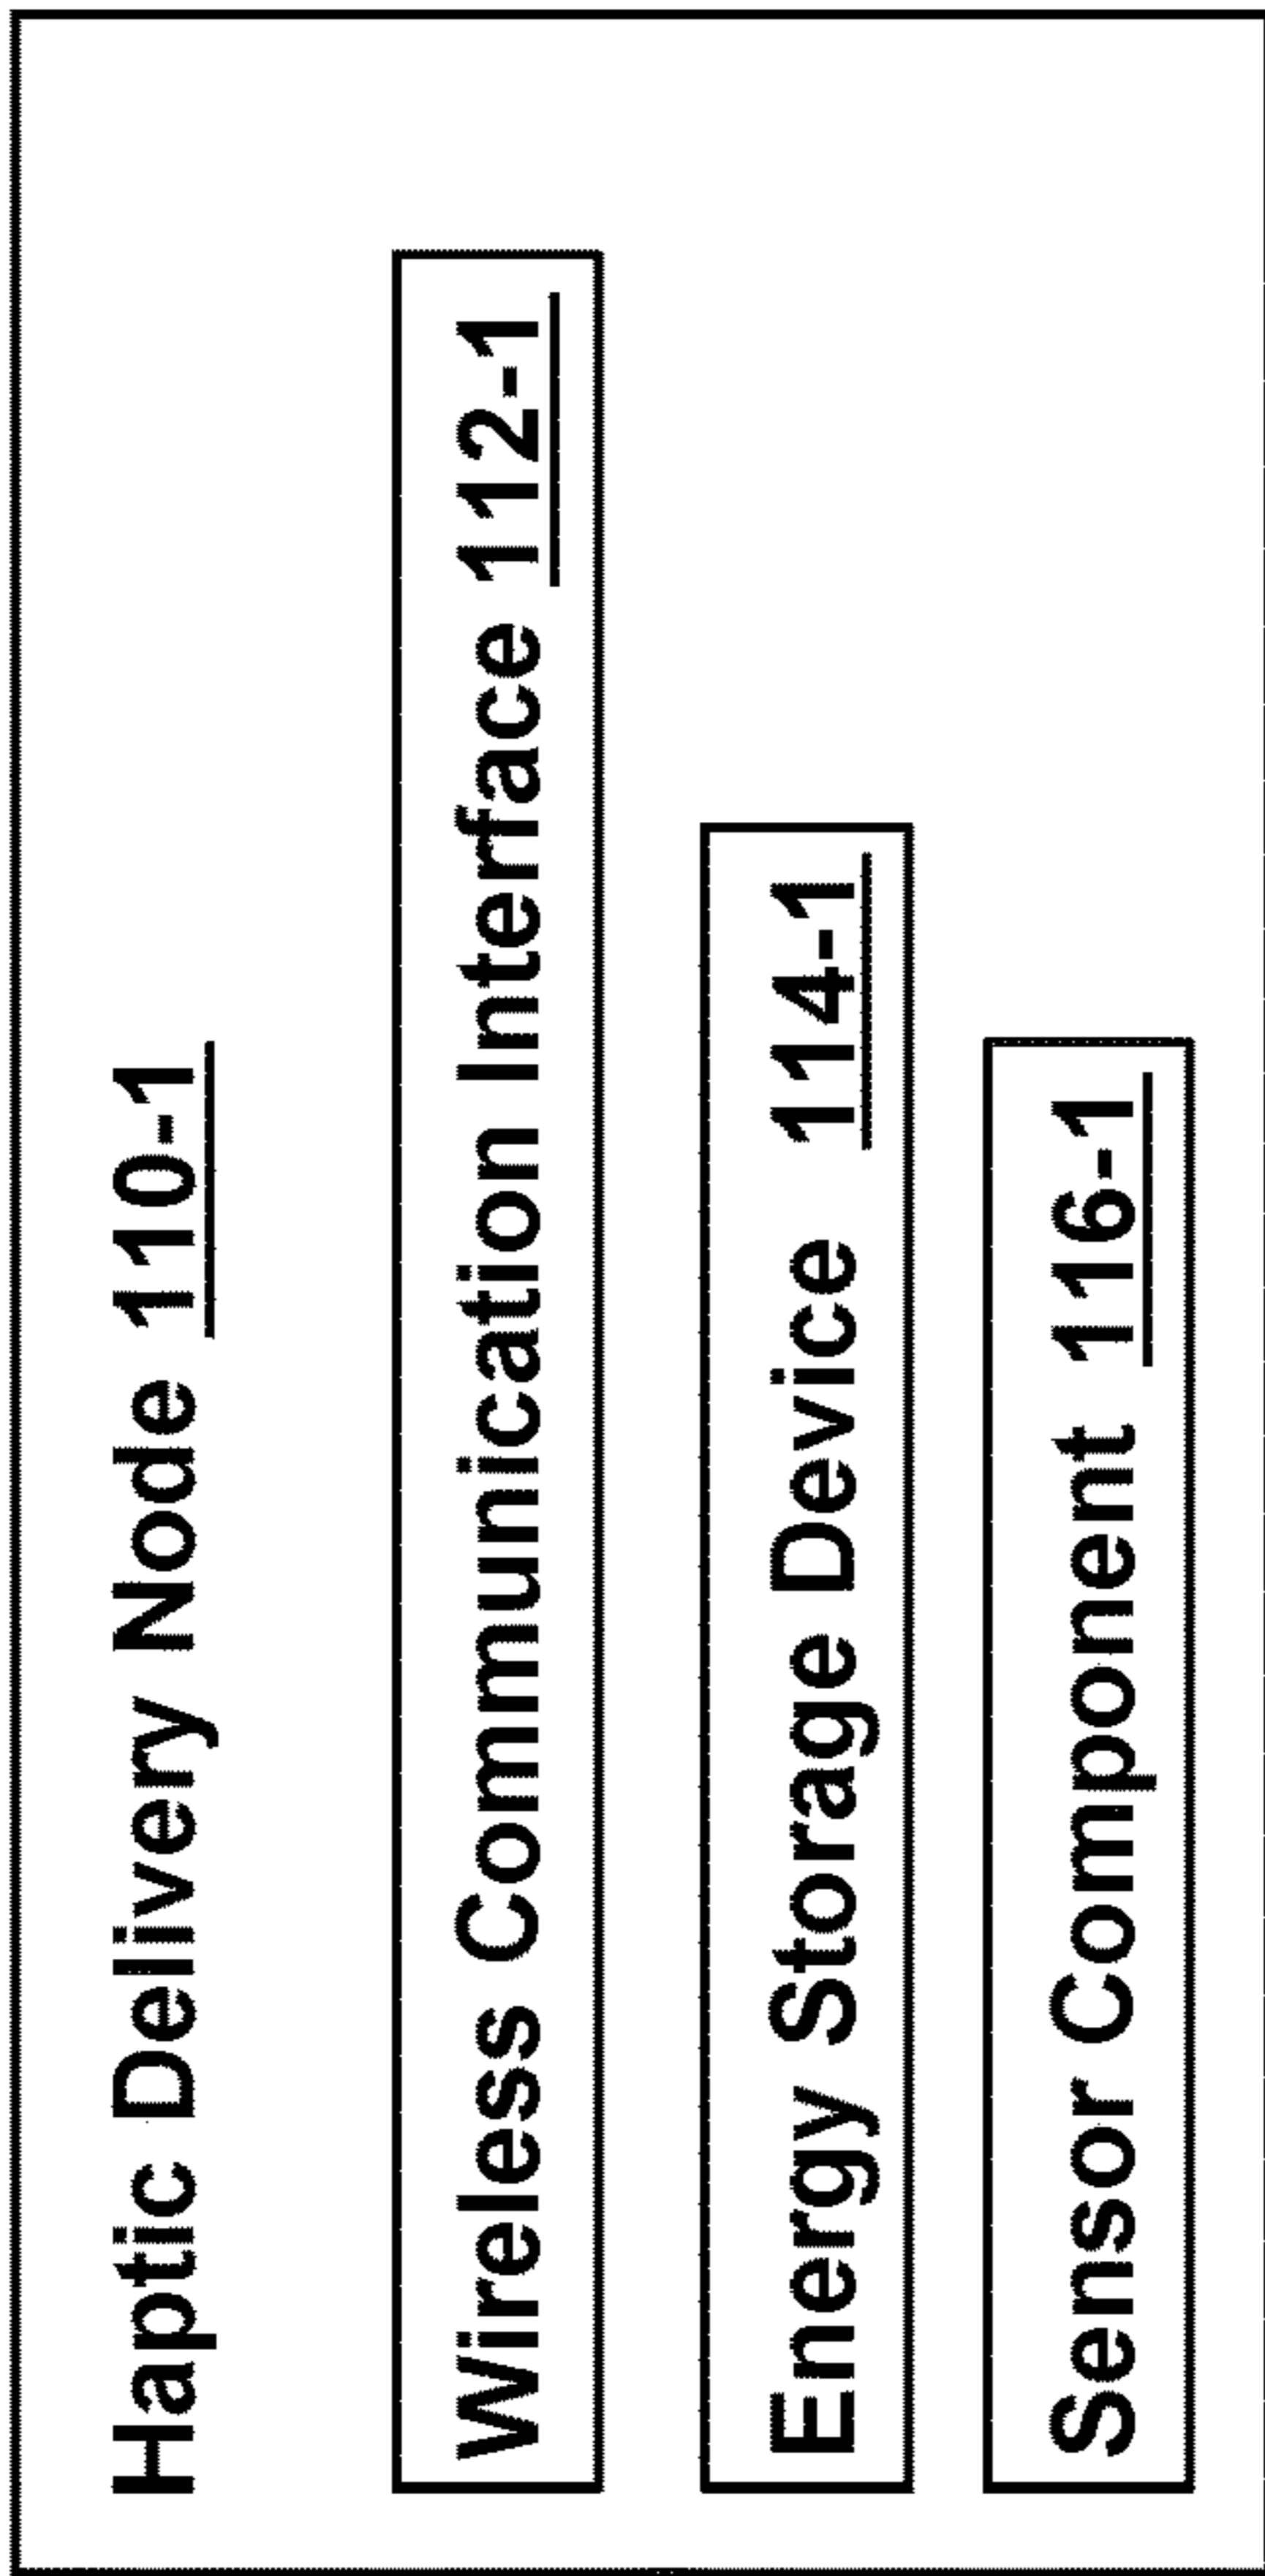 Haptic Delivery Node 110-1
Wireless Communication Interface 112-1
Energy Storage Device 114-1
Sensor Component 116-1